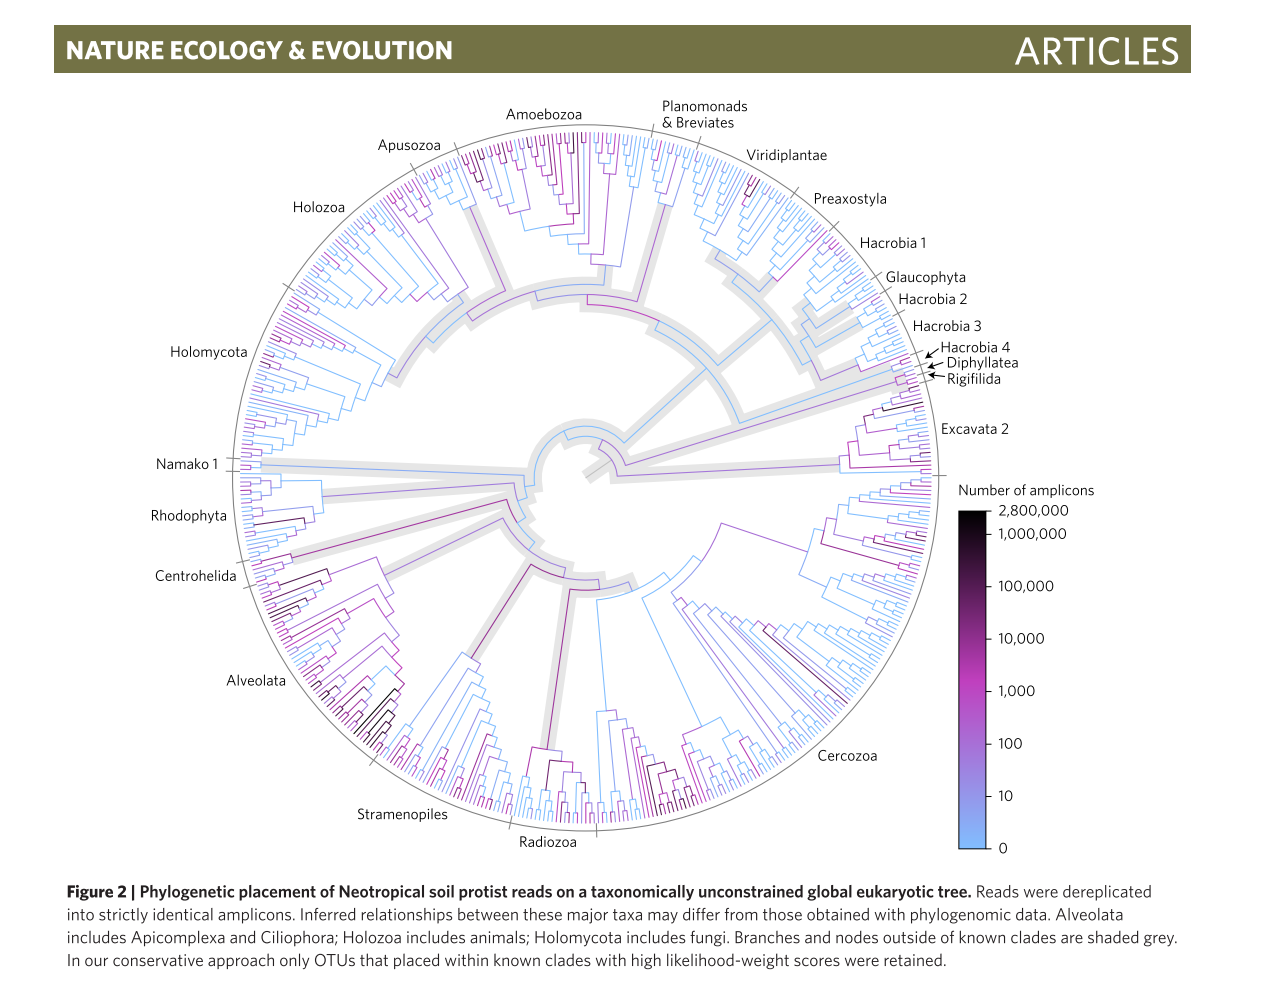 NATURE ECOLOGY & EVOLUTION
ARTICLES
Amoebozoa
Planomonads
& Breviates
Apusozoa
Viridiplantae
Holozoa
Preaxostyla
Hacrobia 1
Glaucophyta
Hacrobia 2
Hacrobia 3
Hacrobia 4
Diphyllatea
Rigifilida
Holomycota
Excavata 2
Namako 1
Rhodophyta
Centrohelida
Alveolata
Stramenopiles
Radiozoa
Cercozoa
Number of amplicons
2,800,000
1,000,000
100,000
10,000
1,000
100
10
0
Figure 2 | Phylogenetic placement of Neotropical soil protist reads on a taxonomically unconstrained global eukaryotic tree. Reads were dereplicated
into strictly identical amplicons. Inferred relationships between these major taxa may differ from those obtained with phylogenomic data. Alveolata
includes Apicomplexa and Ciliophora; Holozoa includes animals; Holomycota includes fungi. Branches and nodes outside of known clades are shaded grey.
In our conservative approach only OTUs that placed within known clades with high likelihood-weight scores were retained.